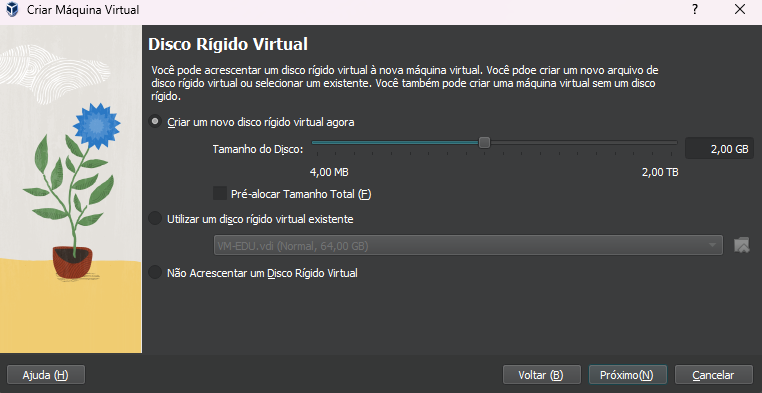 Criar Máquina Virtual
?
Disco Rígido Virtual
Você pode acrescentar um disco rígido virtual à nova máquina virtual. Você pdoe criar um novo arquivo de
disco rígido virtual ou selecionar um existente. Você também pode criar uma máquina virtual sem um disco
rígido.
Criar um novo disco rígido virtual agora
Tamanho do Disco:
2,00 GB
4,00 MB
2,00 TB
Pré-alocar Tamanho Total (F)
Utilizar um disco rígido virtual existente
VM-EDU.vdi (Normal, 64,00 GB)
Não Acrescentar um Disco Rígido Virtual
Ajuda (H)
Voltar (B)
Próximo(N)
Cancelar